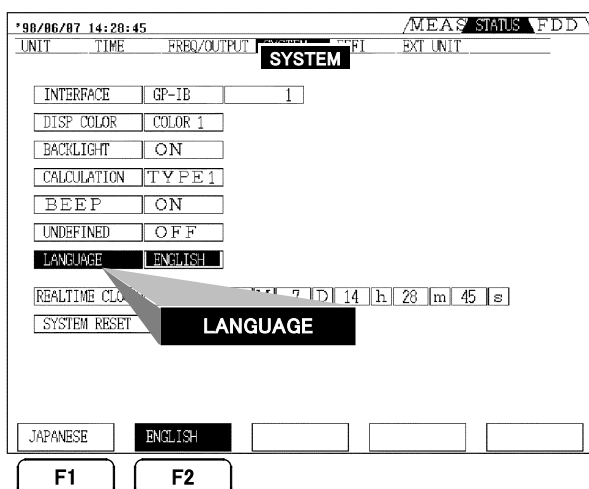 '98/06/07 14:28:45 MEAS STATUS FDD
UNIT TIME FREQ/OUTPUT EXT UNIT
SYSTEM
INTERFACE GP-IB 1
DISP COLOR COLOR 1
BACKLIGHT ON
CALCULATION TYPE1
BEEP ON
UNDEFINED OFF
LANGUAGE ENGLISH
REALTIME M 7 D 14 h 28 m 45 s
SYSTEM RESET
LANGUAGE
JAPANESE ENGLISH
F1 F2